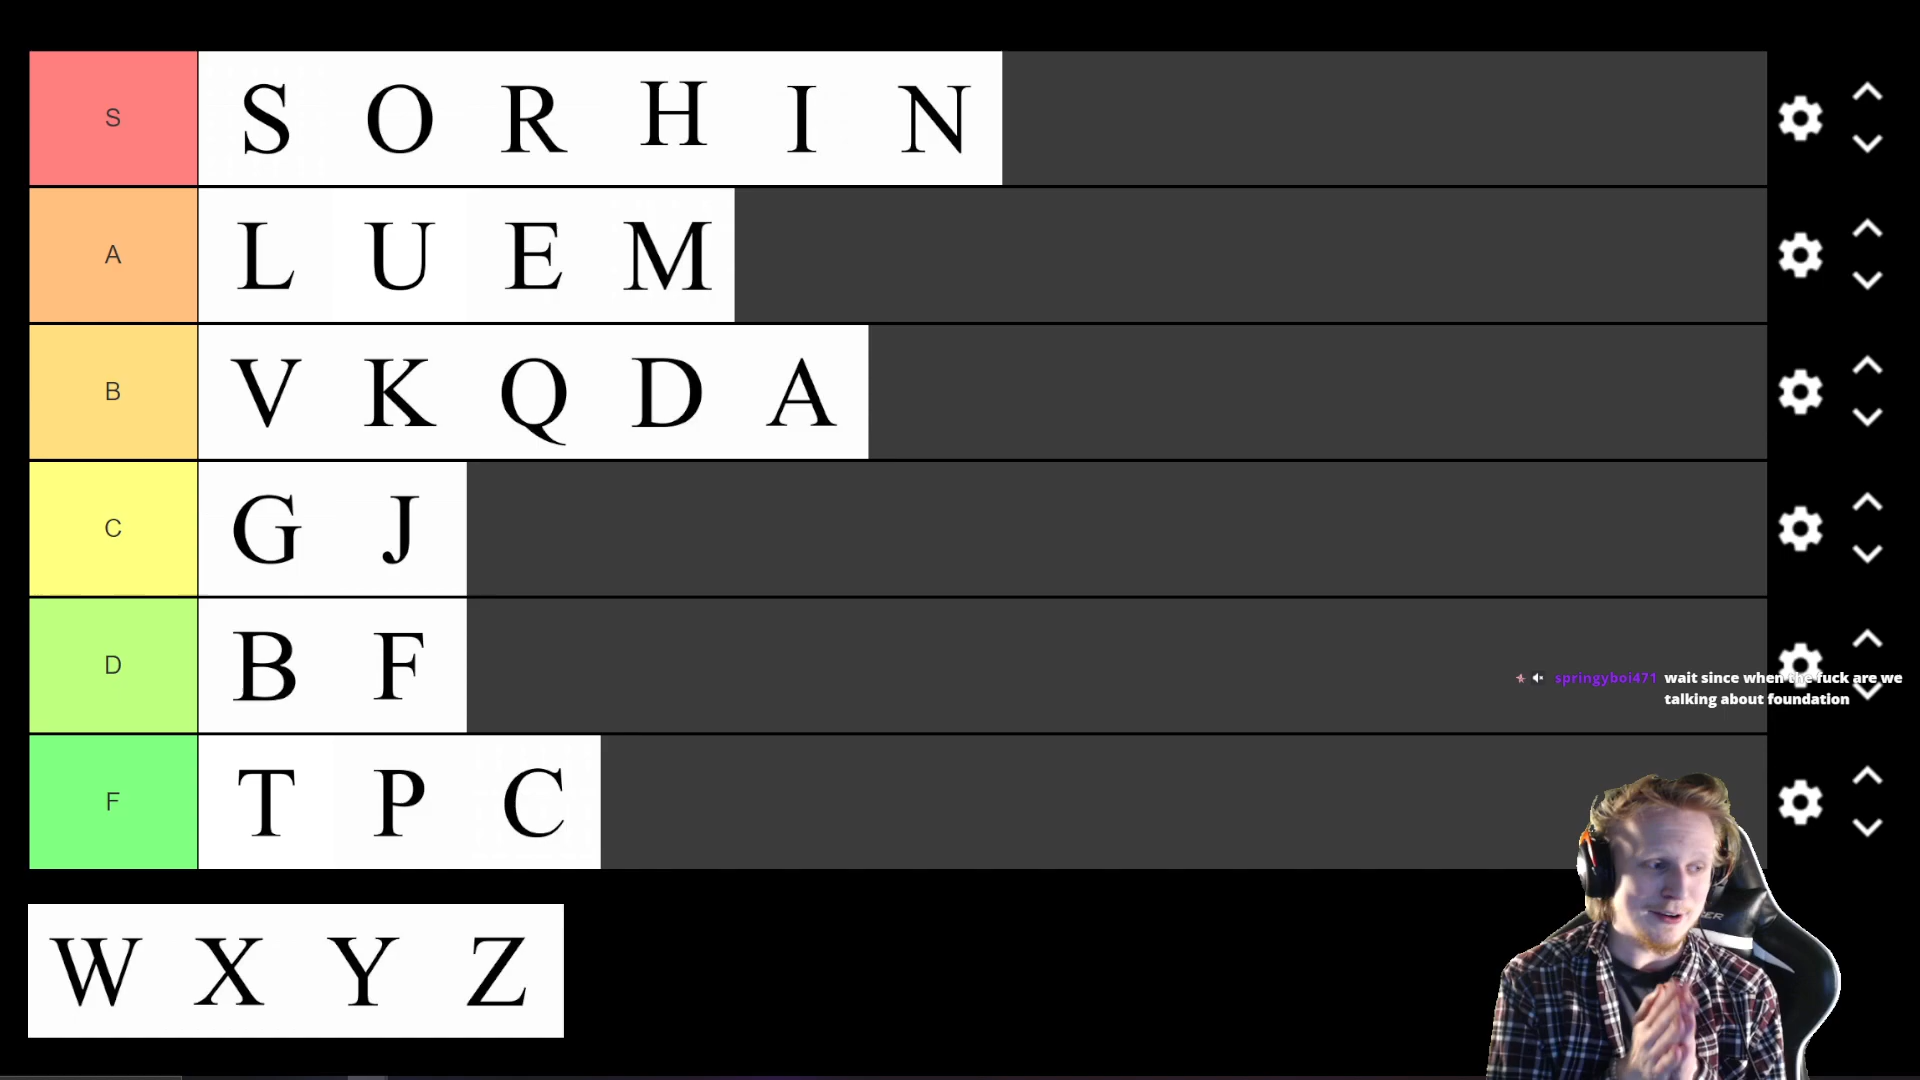 S S O R H I N
A L U E M
B V K Q D A
C G J
D B F
springyboi471 wait since when the fuck are we
talking about foundation
F T P C
W X Y Z